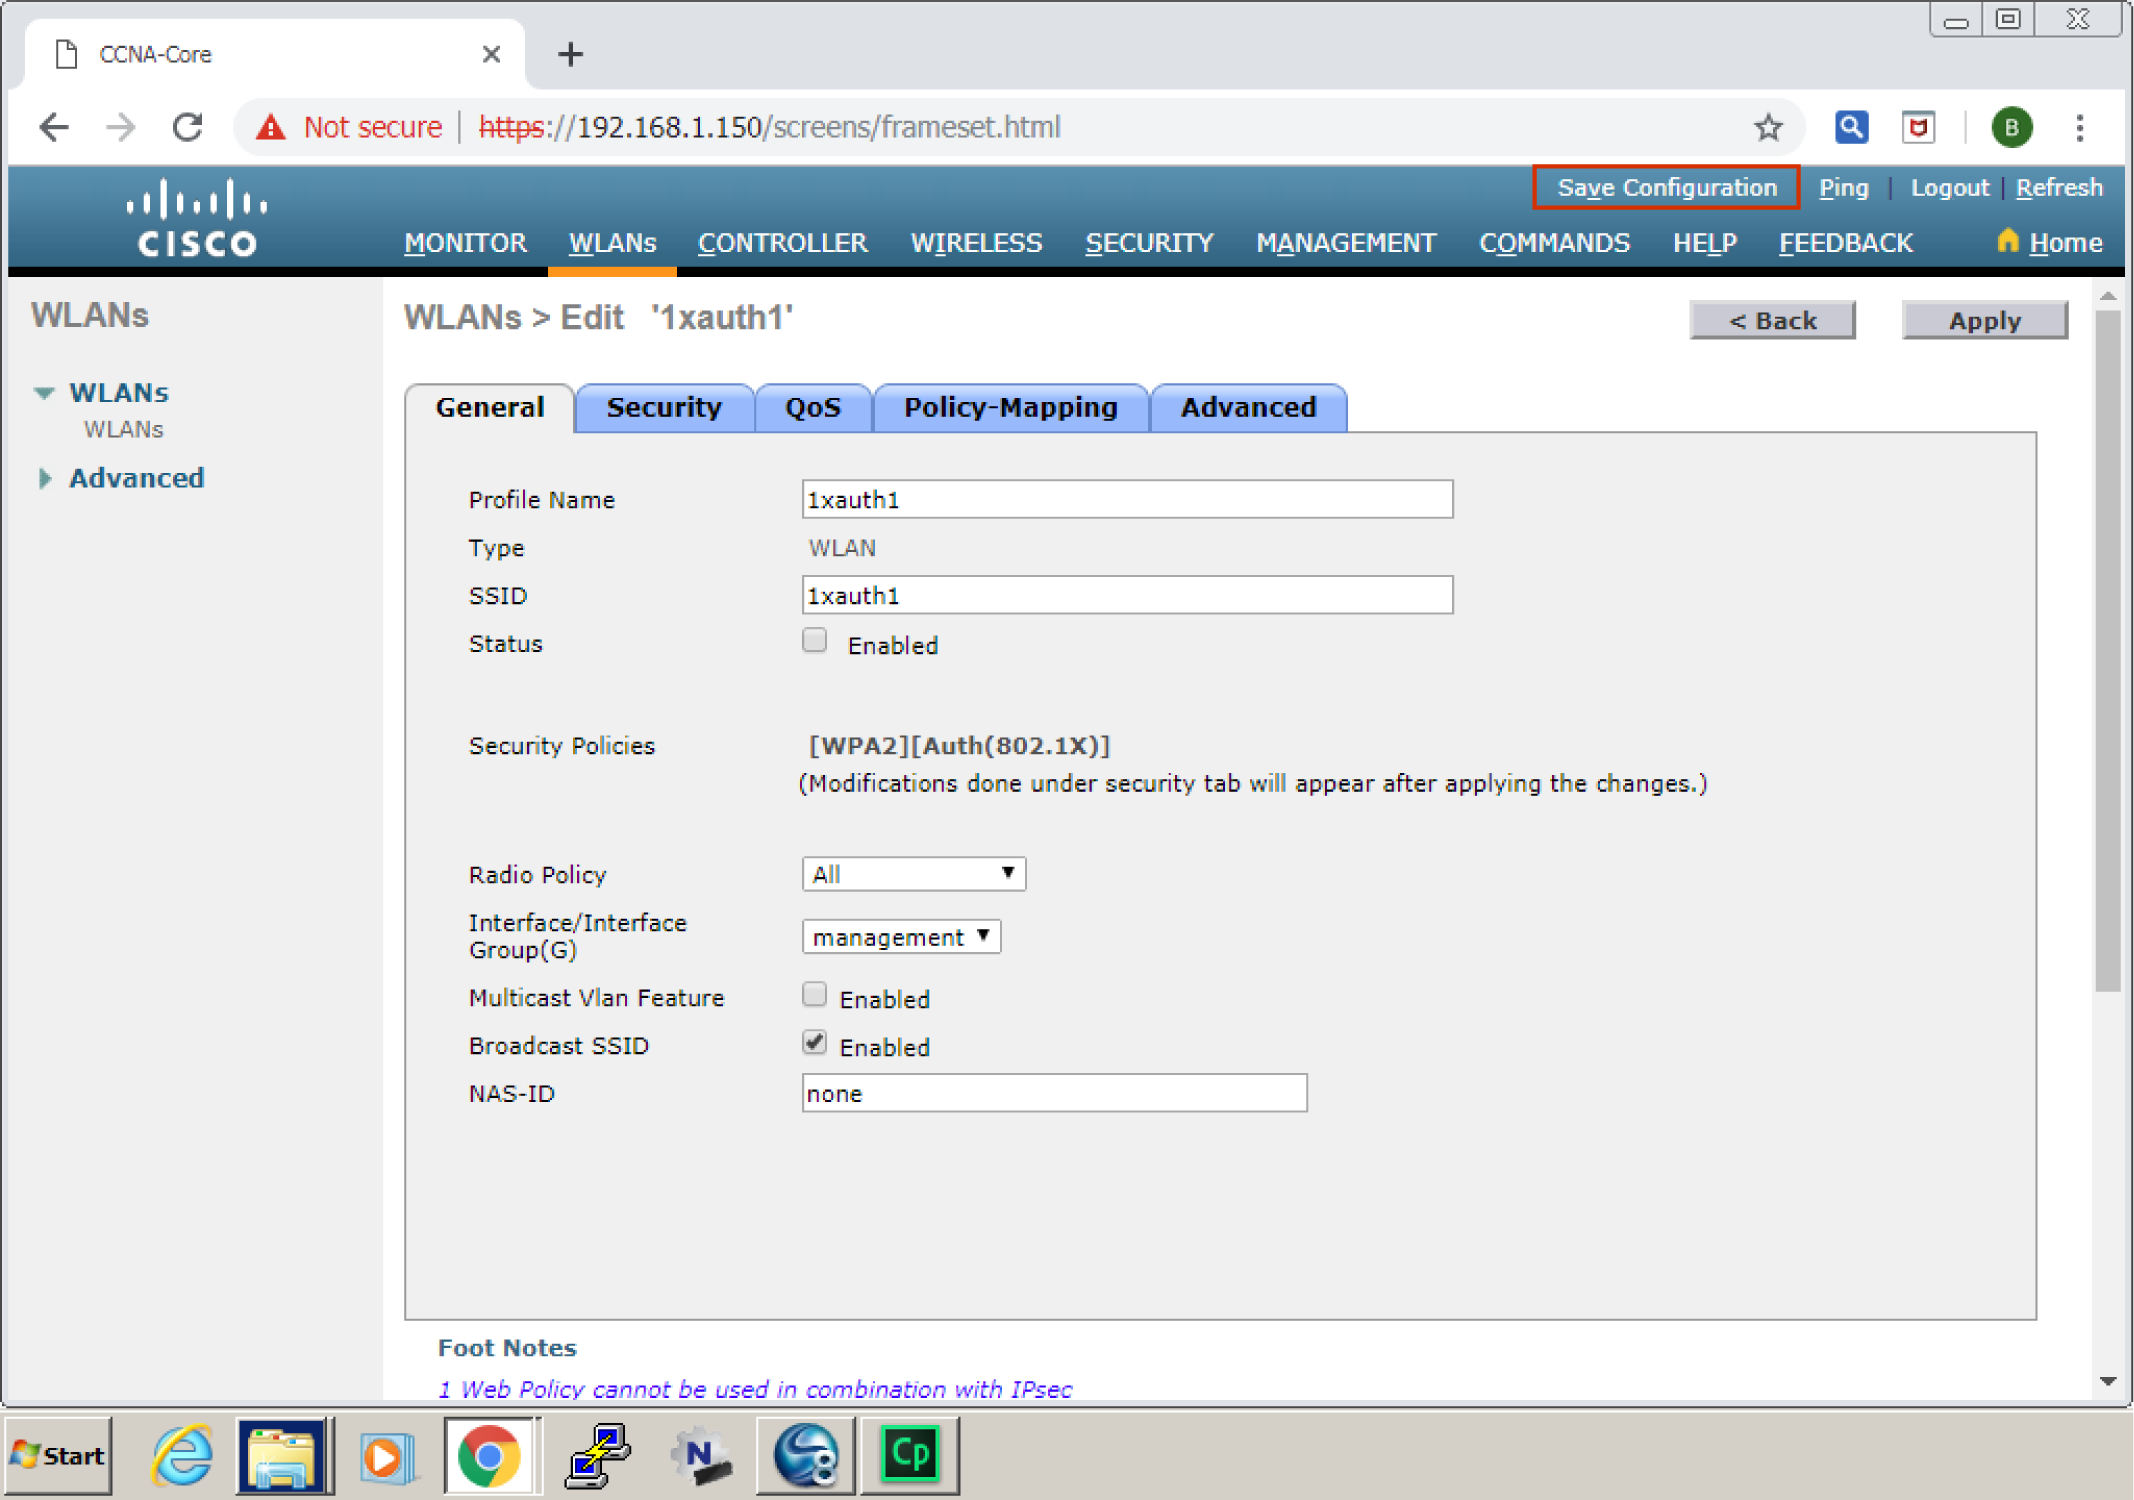 CCNA-Core
Not secure | https://192.168.1.150/screens/frameset.html
B
Save Configuration Ping | Logout | Refresh
CISCO
MONITOR WLANs CONTROLLER WIRELESS SECURITY MANAGEMENT COMMANDS HELP FEEDBACK Home
WLANs
WLANs
WLANs
Advanced
WLANs > Edit '1xauth1'
< Back Apply
General Security QoS Policy-Mapping Advanced
Profile Name 1xauth1
Type WLAN
SSID 1xauth1
Status Enabled
Security Policies [WPA2][Auth(802.1X)]
(Modifications done under security tab will appear after applying the changes.)
Radio Policy All
Interface/Interface
Group(G) management
Multicast Vlan Feature Enabled
Broadcast SSID Enabled
NAS-ID none
Foot Notes
1 Web Policy cannot be used in combination with IPsec
Start N 8 Cp